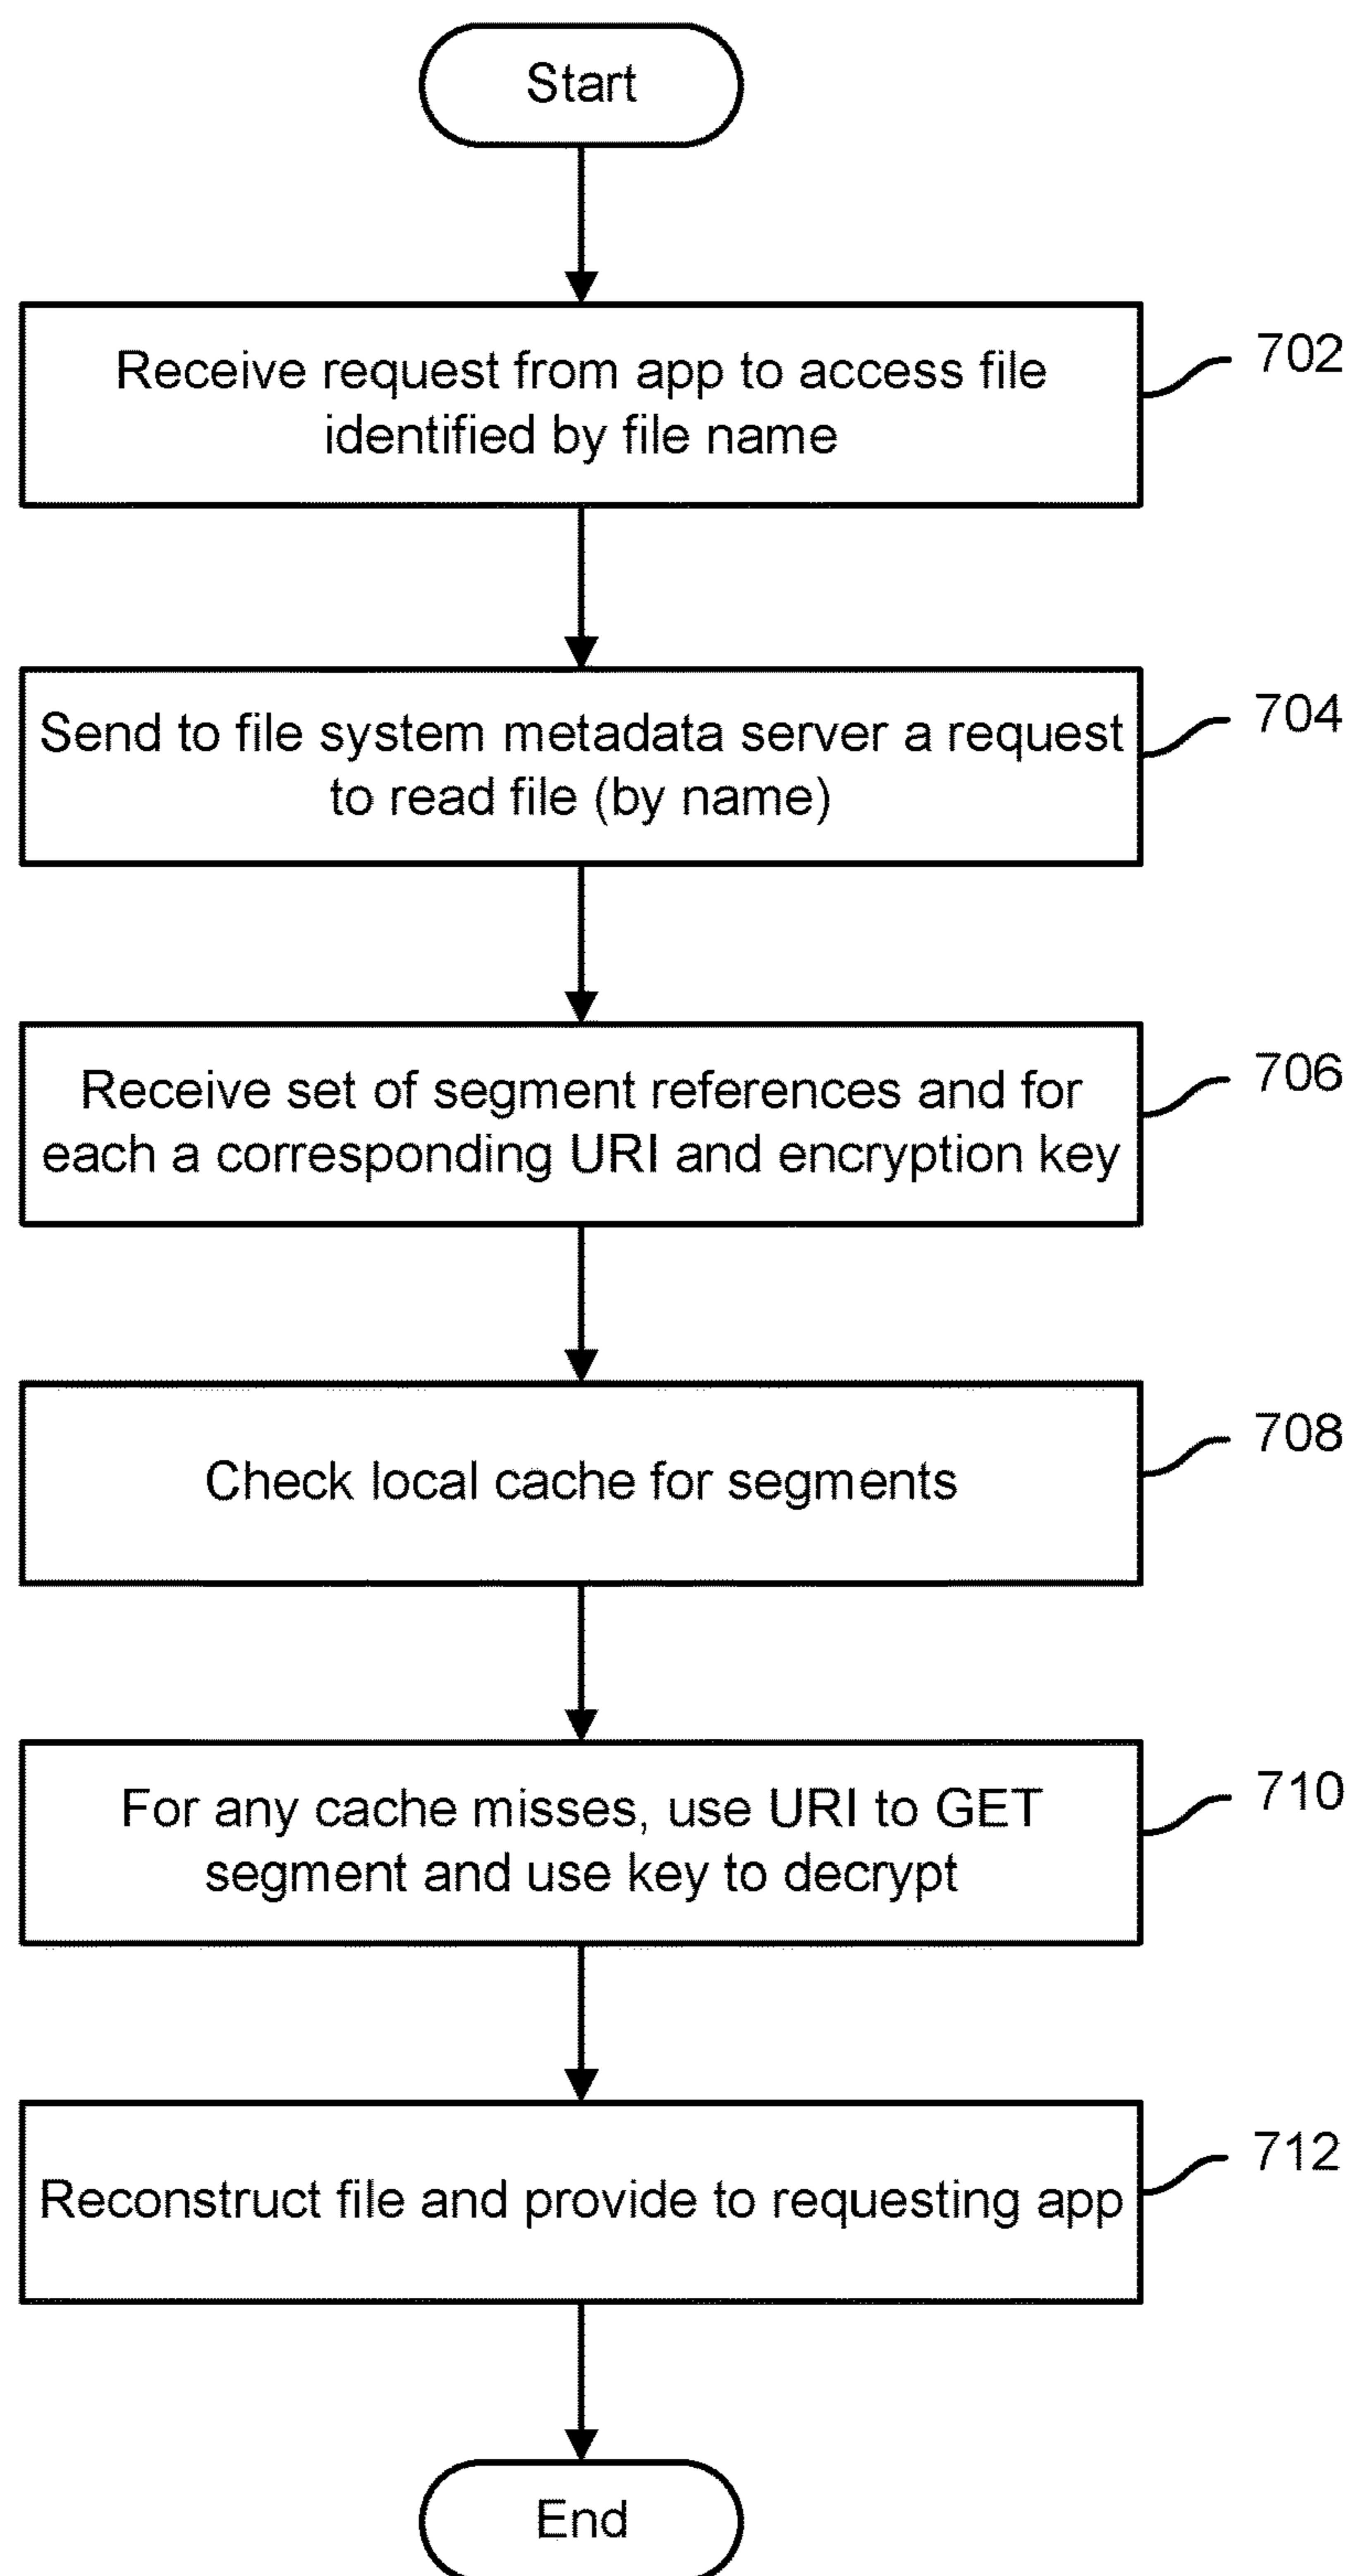 Start
Receive request from app to access file
identified by file name
702
Send to file system metadata server a request
to read file (by name)
704
Receive set of segment references and for
each a corresponding URI and encryption key
706
Check local cache for segments
708
For any cache misses, use URI to GET
segment and use key to decrypt
710
Reconstruct file and provide to requesting app
712
End